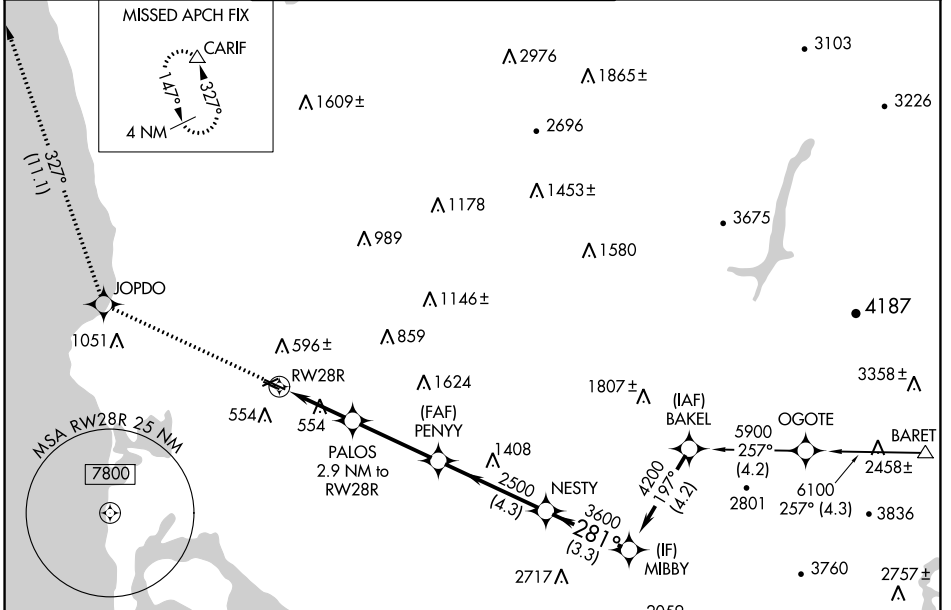 MISSED APCH FIX
CARIF
147°
327°
4 NM
3103
2976
1865±
1609±
3226
2696
327°
(11.1)
1453±
1178
3675
989
1580
JOPDO
1146±
4187
1051
859
596±
RW28R
1624
3358±
1807±
(FAF)
PENYY
(IAF)
BAKEL
OGOTE
554
554
MSA RW28R 25 NM
7800
PALOS
2.9 NM to
RW28R
1408
5900
257°
(4.2)
BARET
2458±
2500
(4.3)
NESTY
4200
197°
(4.2)
2801
6100
257° (4.3)
3600
281°
(3.3)
3836
(IF)
MIBBY
2717
3760
2757±